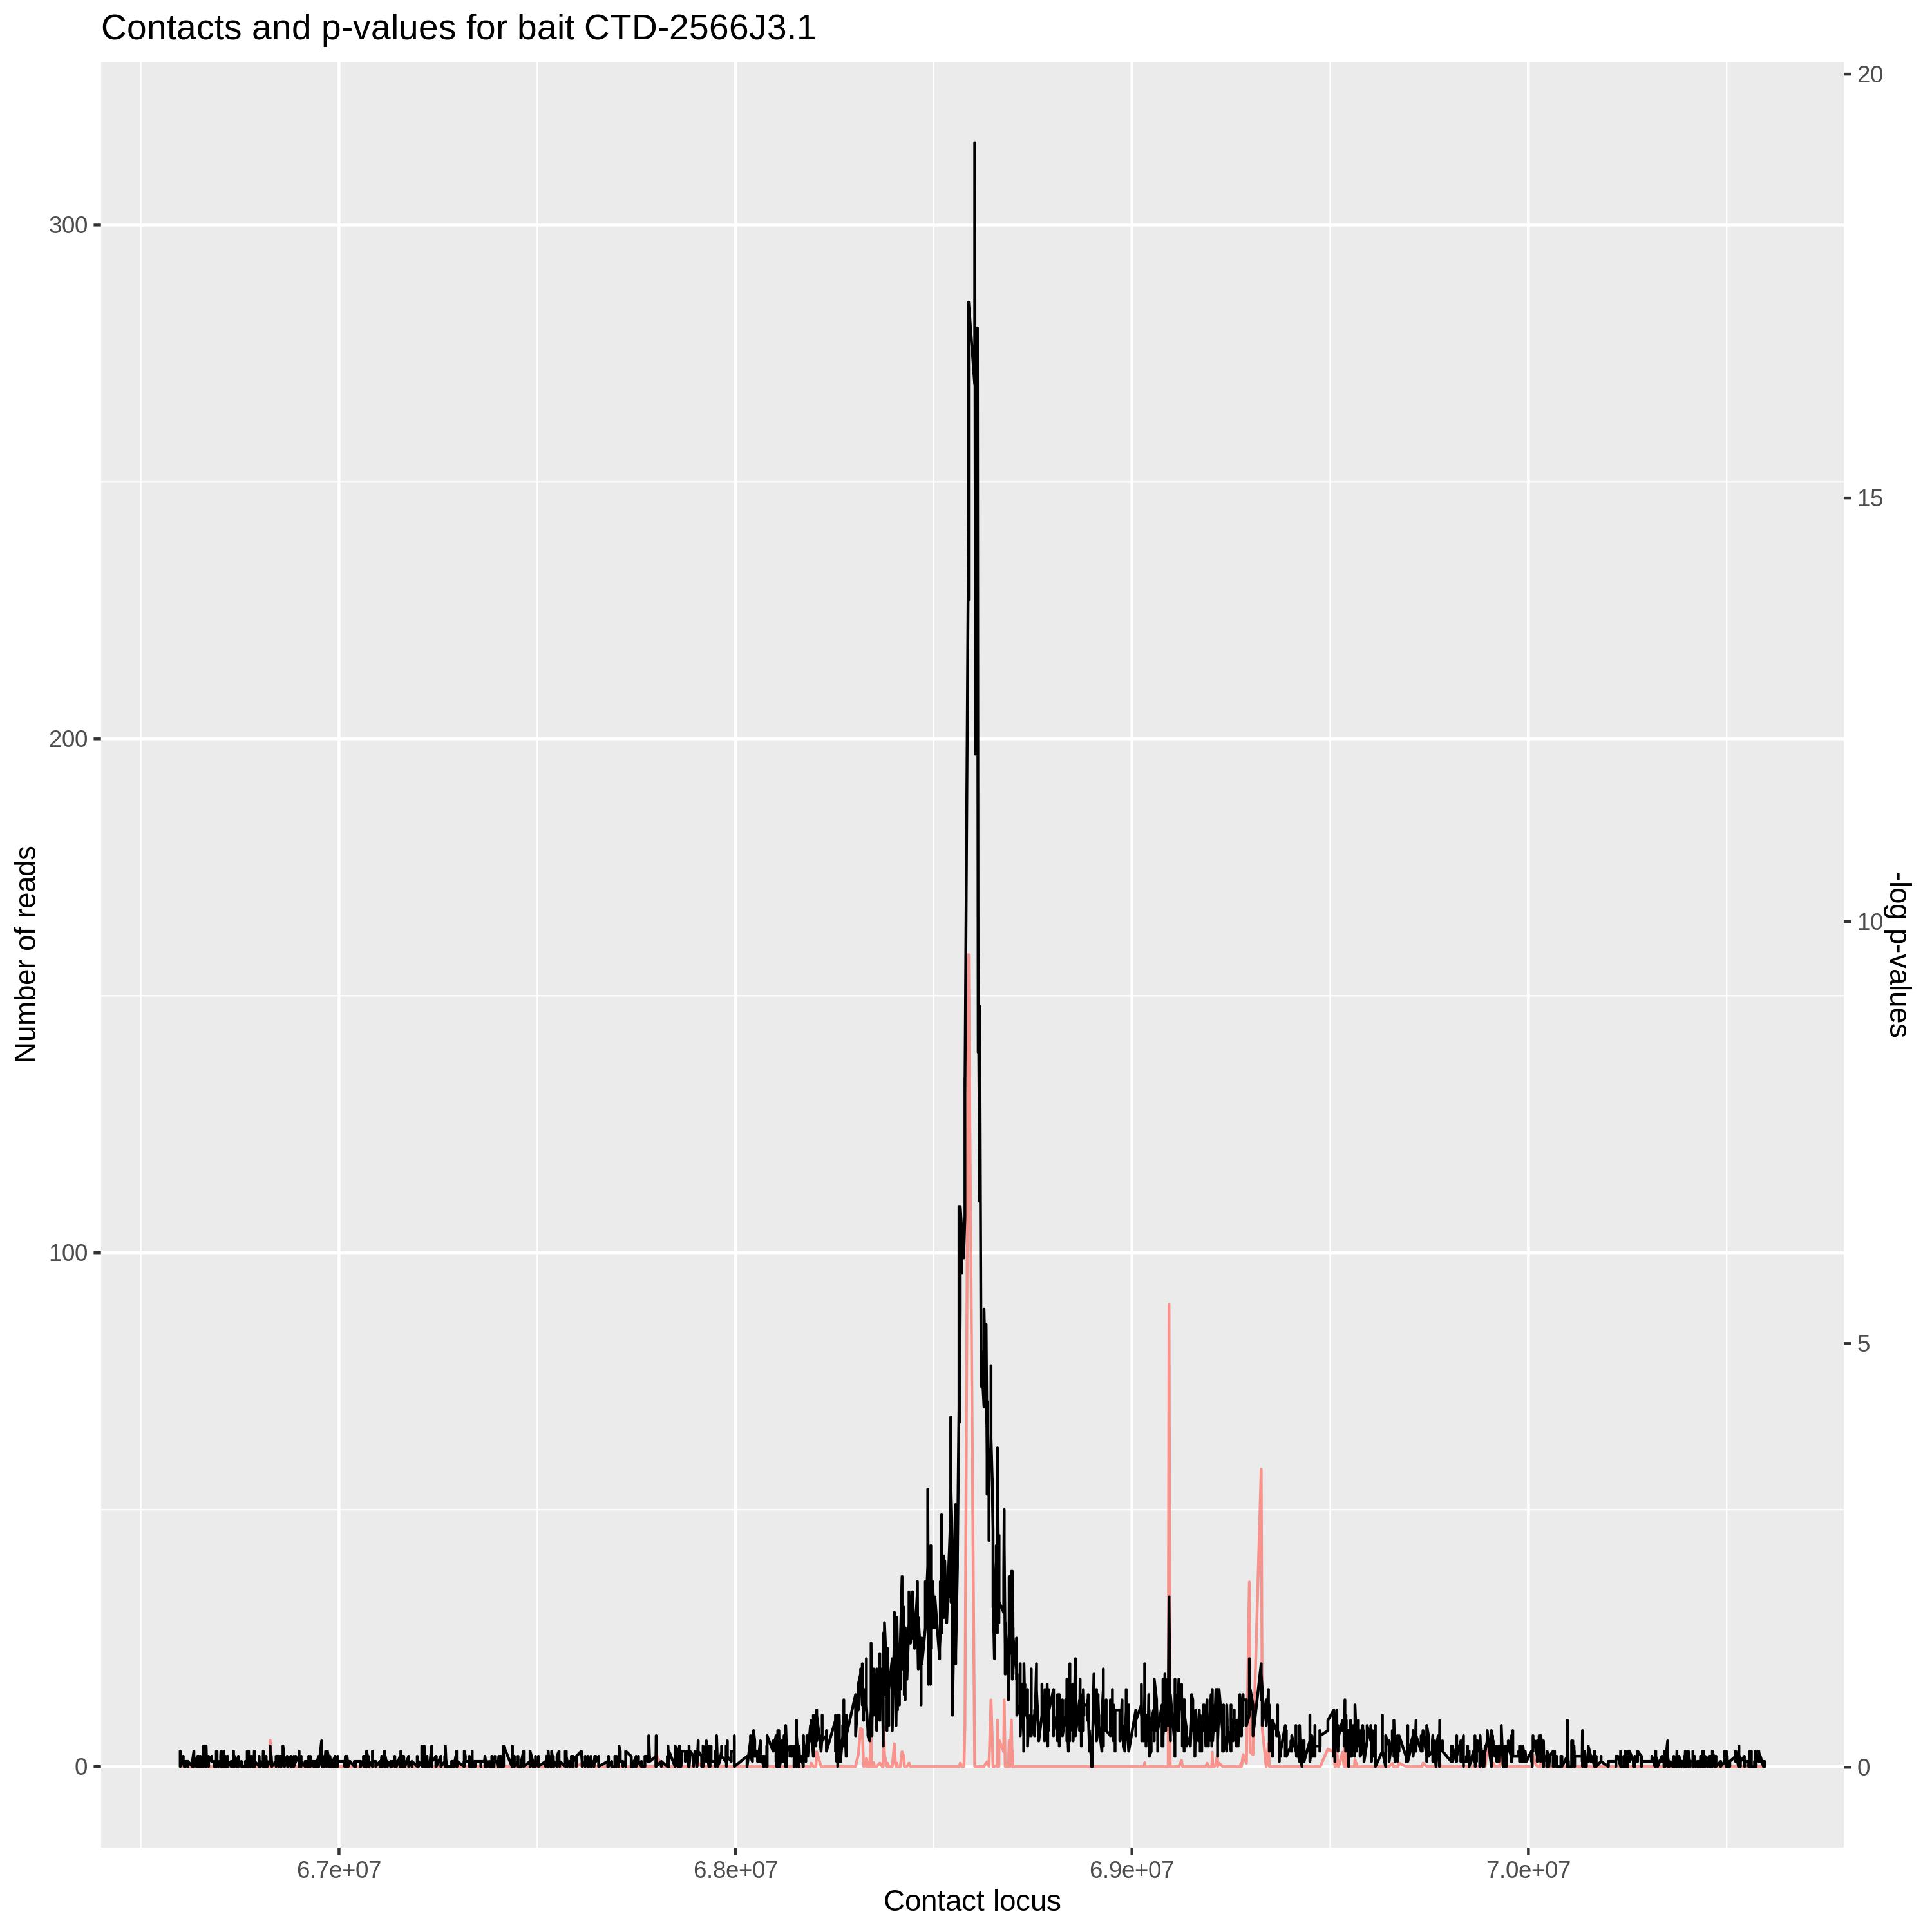 Contacts and p-values for bait CTD-2566J3.1
300
200
100
0
Number of reads
20
15
10
5
0
-log p-values
6.7e+07
6.8e+07
6.9e+07
7.0e+07
Contact locus